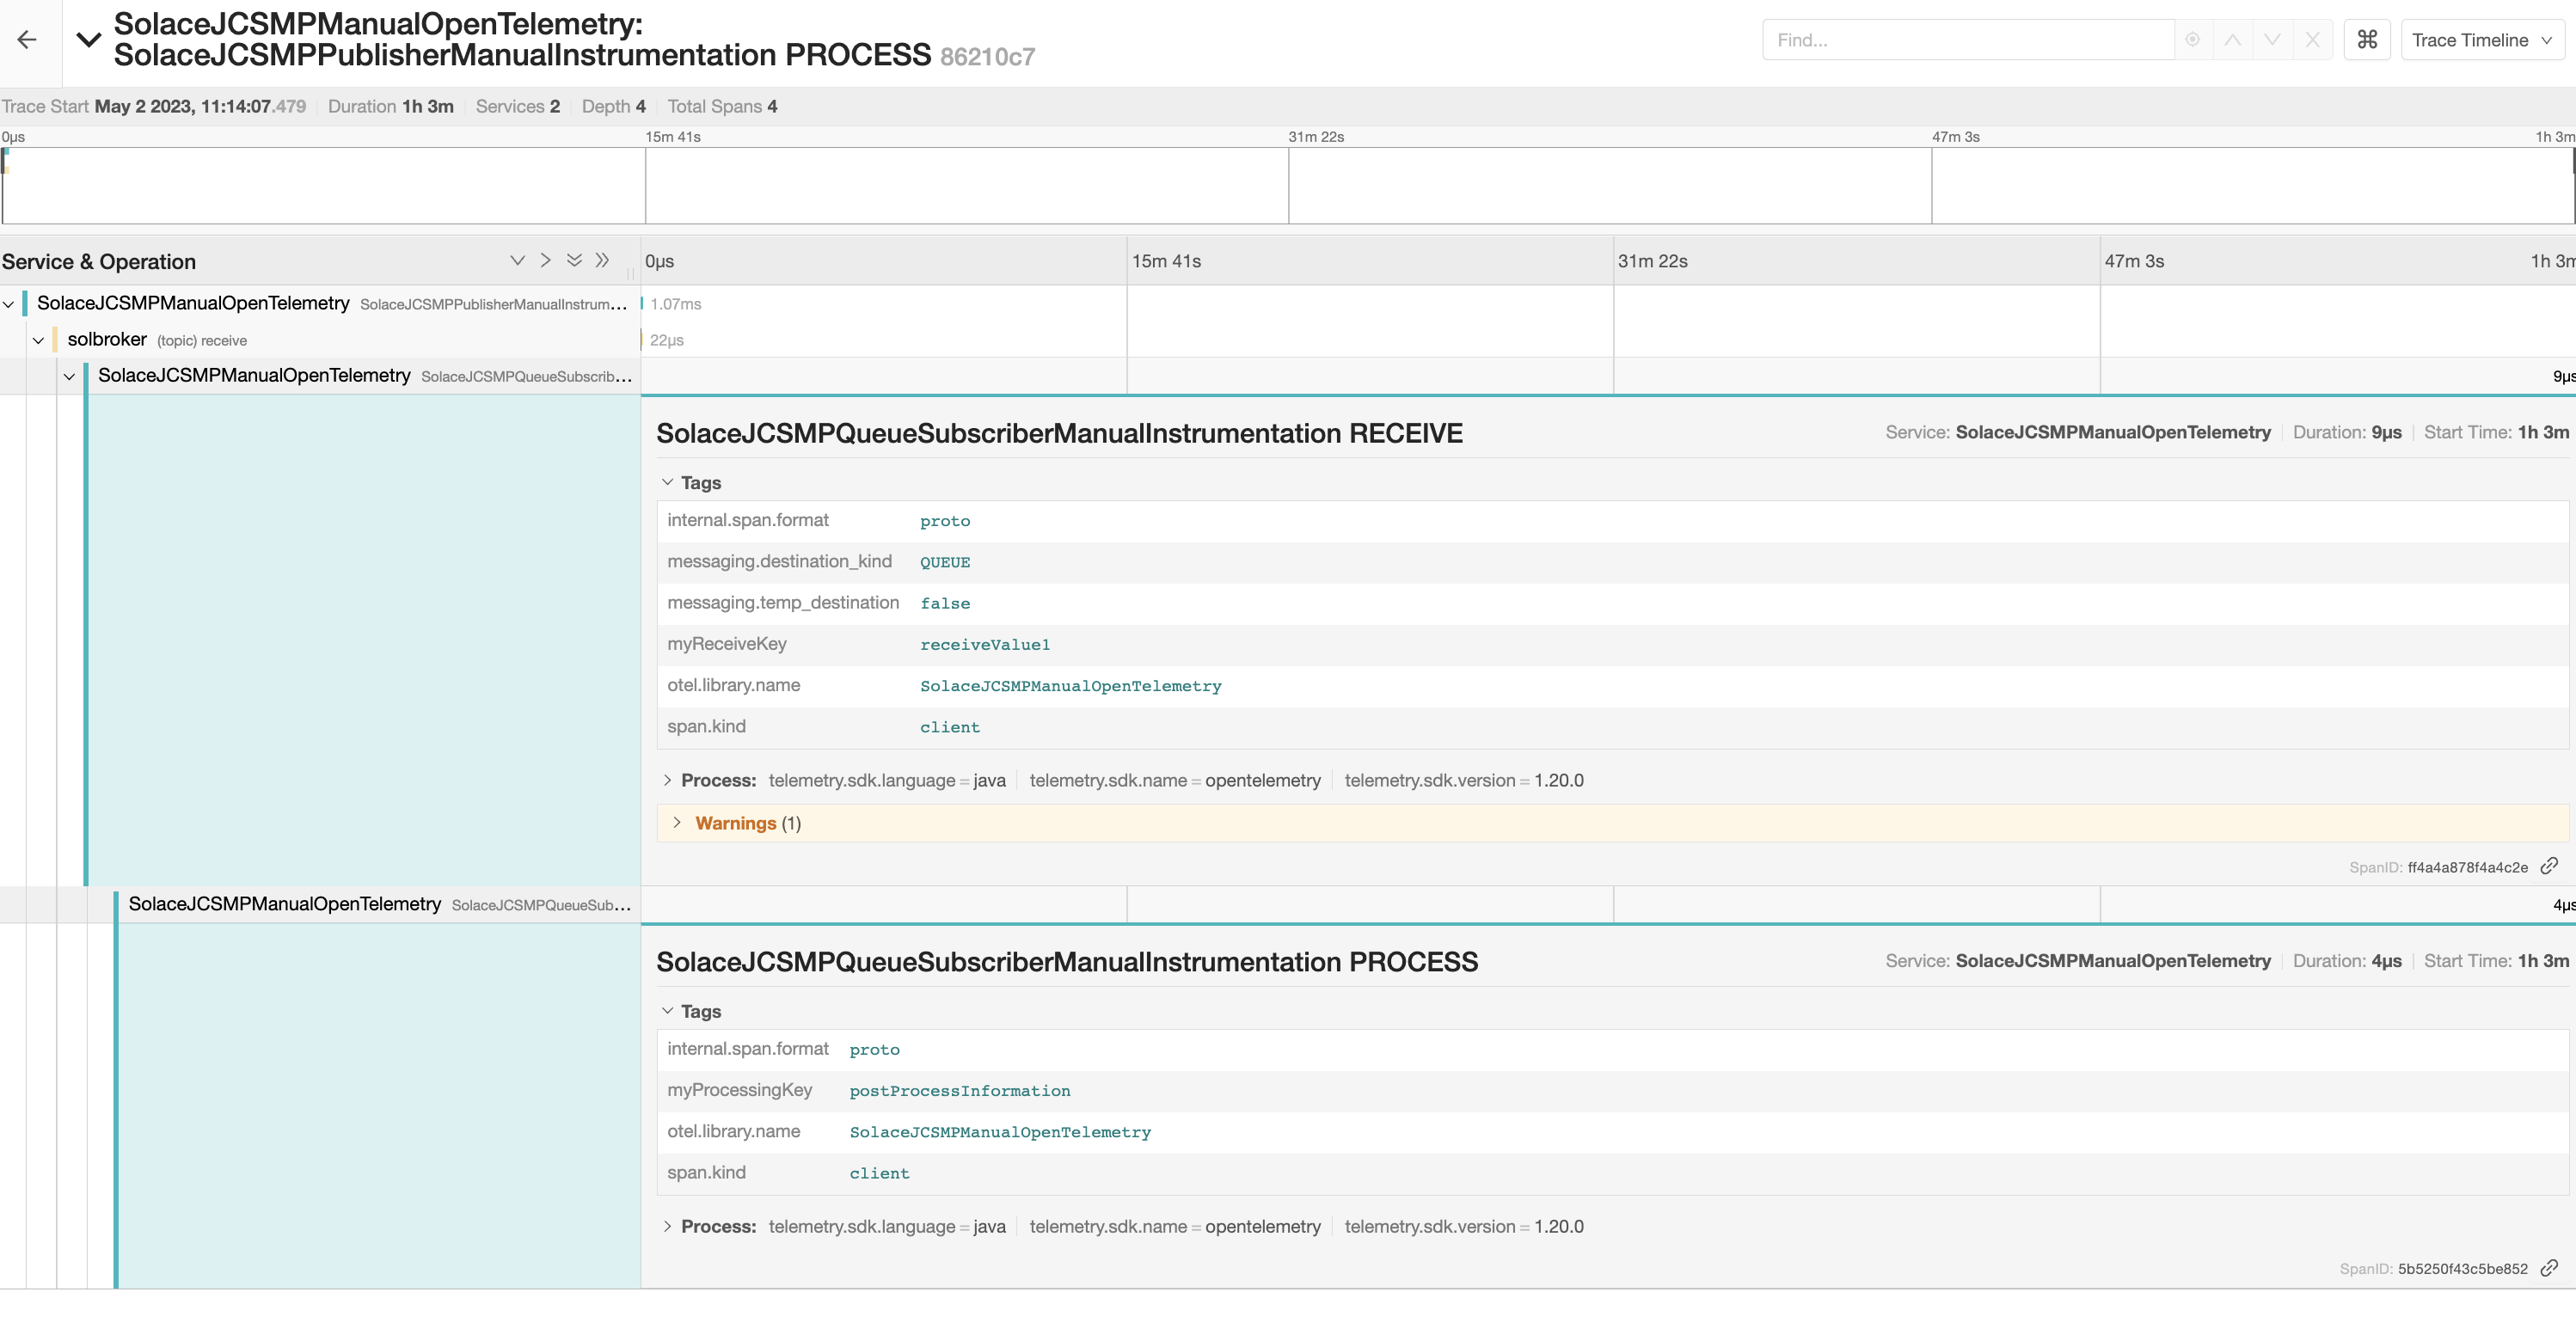 SolaceJCSMPManualOpenTelemetry:
SolaceJCSMPPublisherManualInstrumentation PROCESS 86210c7
Find...
Trace Timeline
Trace Start May 2 2023, 11:14:07.479 Duration 1h 3m Services 2 Depth 4 Total Spans 4
0μs 15m 41s 31m 22s 47m 3s 1h 3m
Service & Operation 0μs 15m 41s 31m 22s 47m 3s 1h 3m
SolaceJCSMPManualOpenTelemetry SolaceJCSMPPublisherManualInstrum... 1.07ms
solbroker (topic) receive 22μs
SolaceJCSMPManualOpenTelemetry SolaceJCSMPQueueSubscrib... 9μs
SolaceJCSMPQueueSubscriberManualInstrumentation RECEIVE Service: SolaceJCSMPManualOpenTelemetry Duration: 9μs Start Time: 1h 3m
Tags
internal.span.format proto
messaging.destination_kind QUEUE
messaging.temp_destination false
myReceiveKey receiveValue1
otel.library.name SolaceJCSMPManualOpenTelemetry
span.kind client
Process: telemetry.sdk.language = java telemetry.sdk.name = opentelemetry telemetry.sdk.version = 1.20.0
Warnings (1)
SpanID: ff4a4a878f4a4c2e
SolaceJCSMPManualOpenTelemetry SolaceJCSMPQueueSub... 4μs
SolaceJCSMPQueueSubscriberManualInstrumentation PROCESS Service: SolaceJCSMPManualOpenTelemetry Duration: 4μs Start Time: 1h 3m
Tags
internal.span.format proto
myProcessingKey postProcessInformation
otel.library.name SolaceJCSMPManualOpenTelemetry
span.kind client
Process: telemetry.sdk.language = java telemetry.sdk.name = opentelemetry telemetry.sdk.version = 1.20.0
SpanID: 5b5250f43c5be852